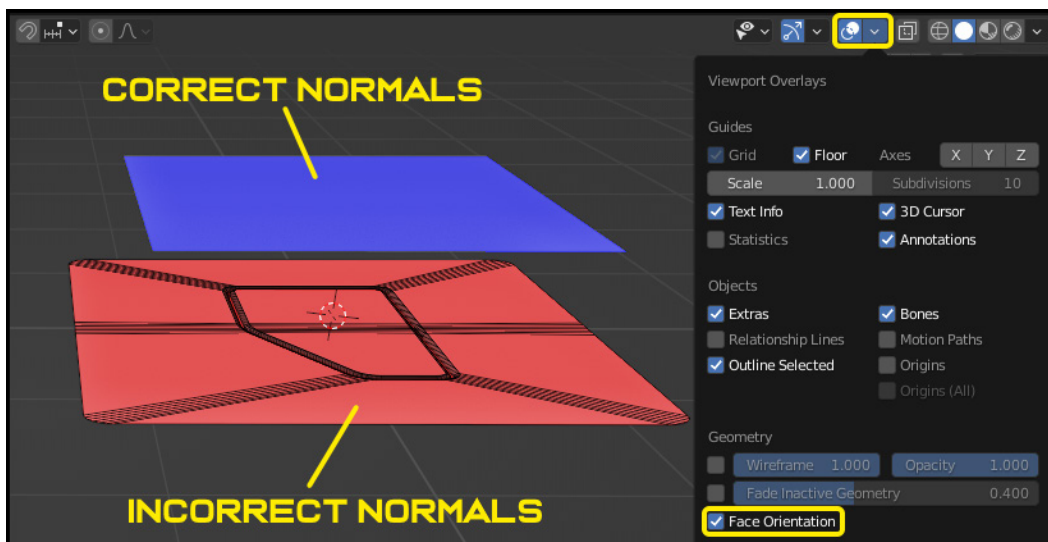 CORRECT NORMALS
INCORRECT NORMALS
Viewport Overlays
Guides
Grid Floor Axes X Y Z
Scale 1.000 Subdivisions 10
Text Info 3D Cursor
Statistics Annotations
Objects
Extras Bones
Relationship Lines Motion Paths
Outline Selected Origins
Origins (All)
Geometry
Wireframe 1.000 Opacity 1.000
Fade Inactive Geometry 0.400
Face Orientation